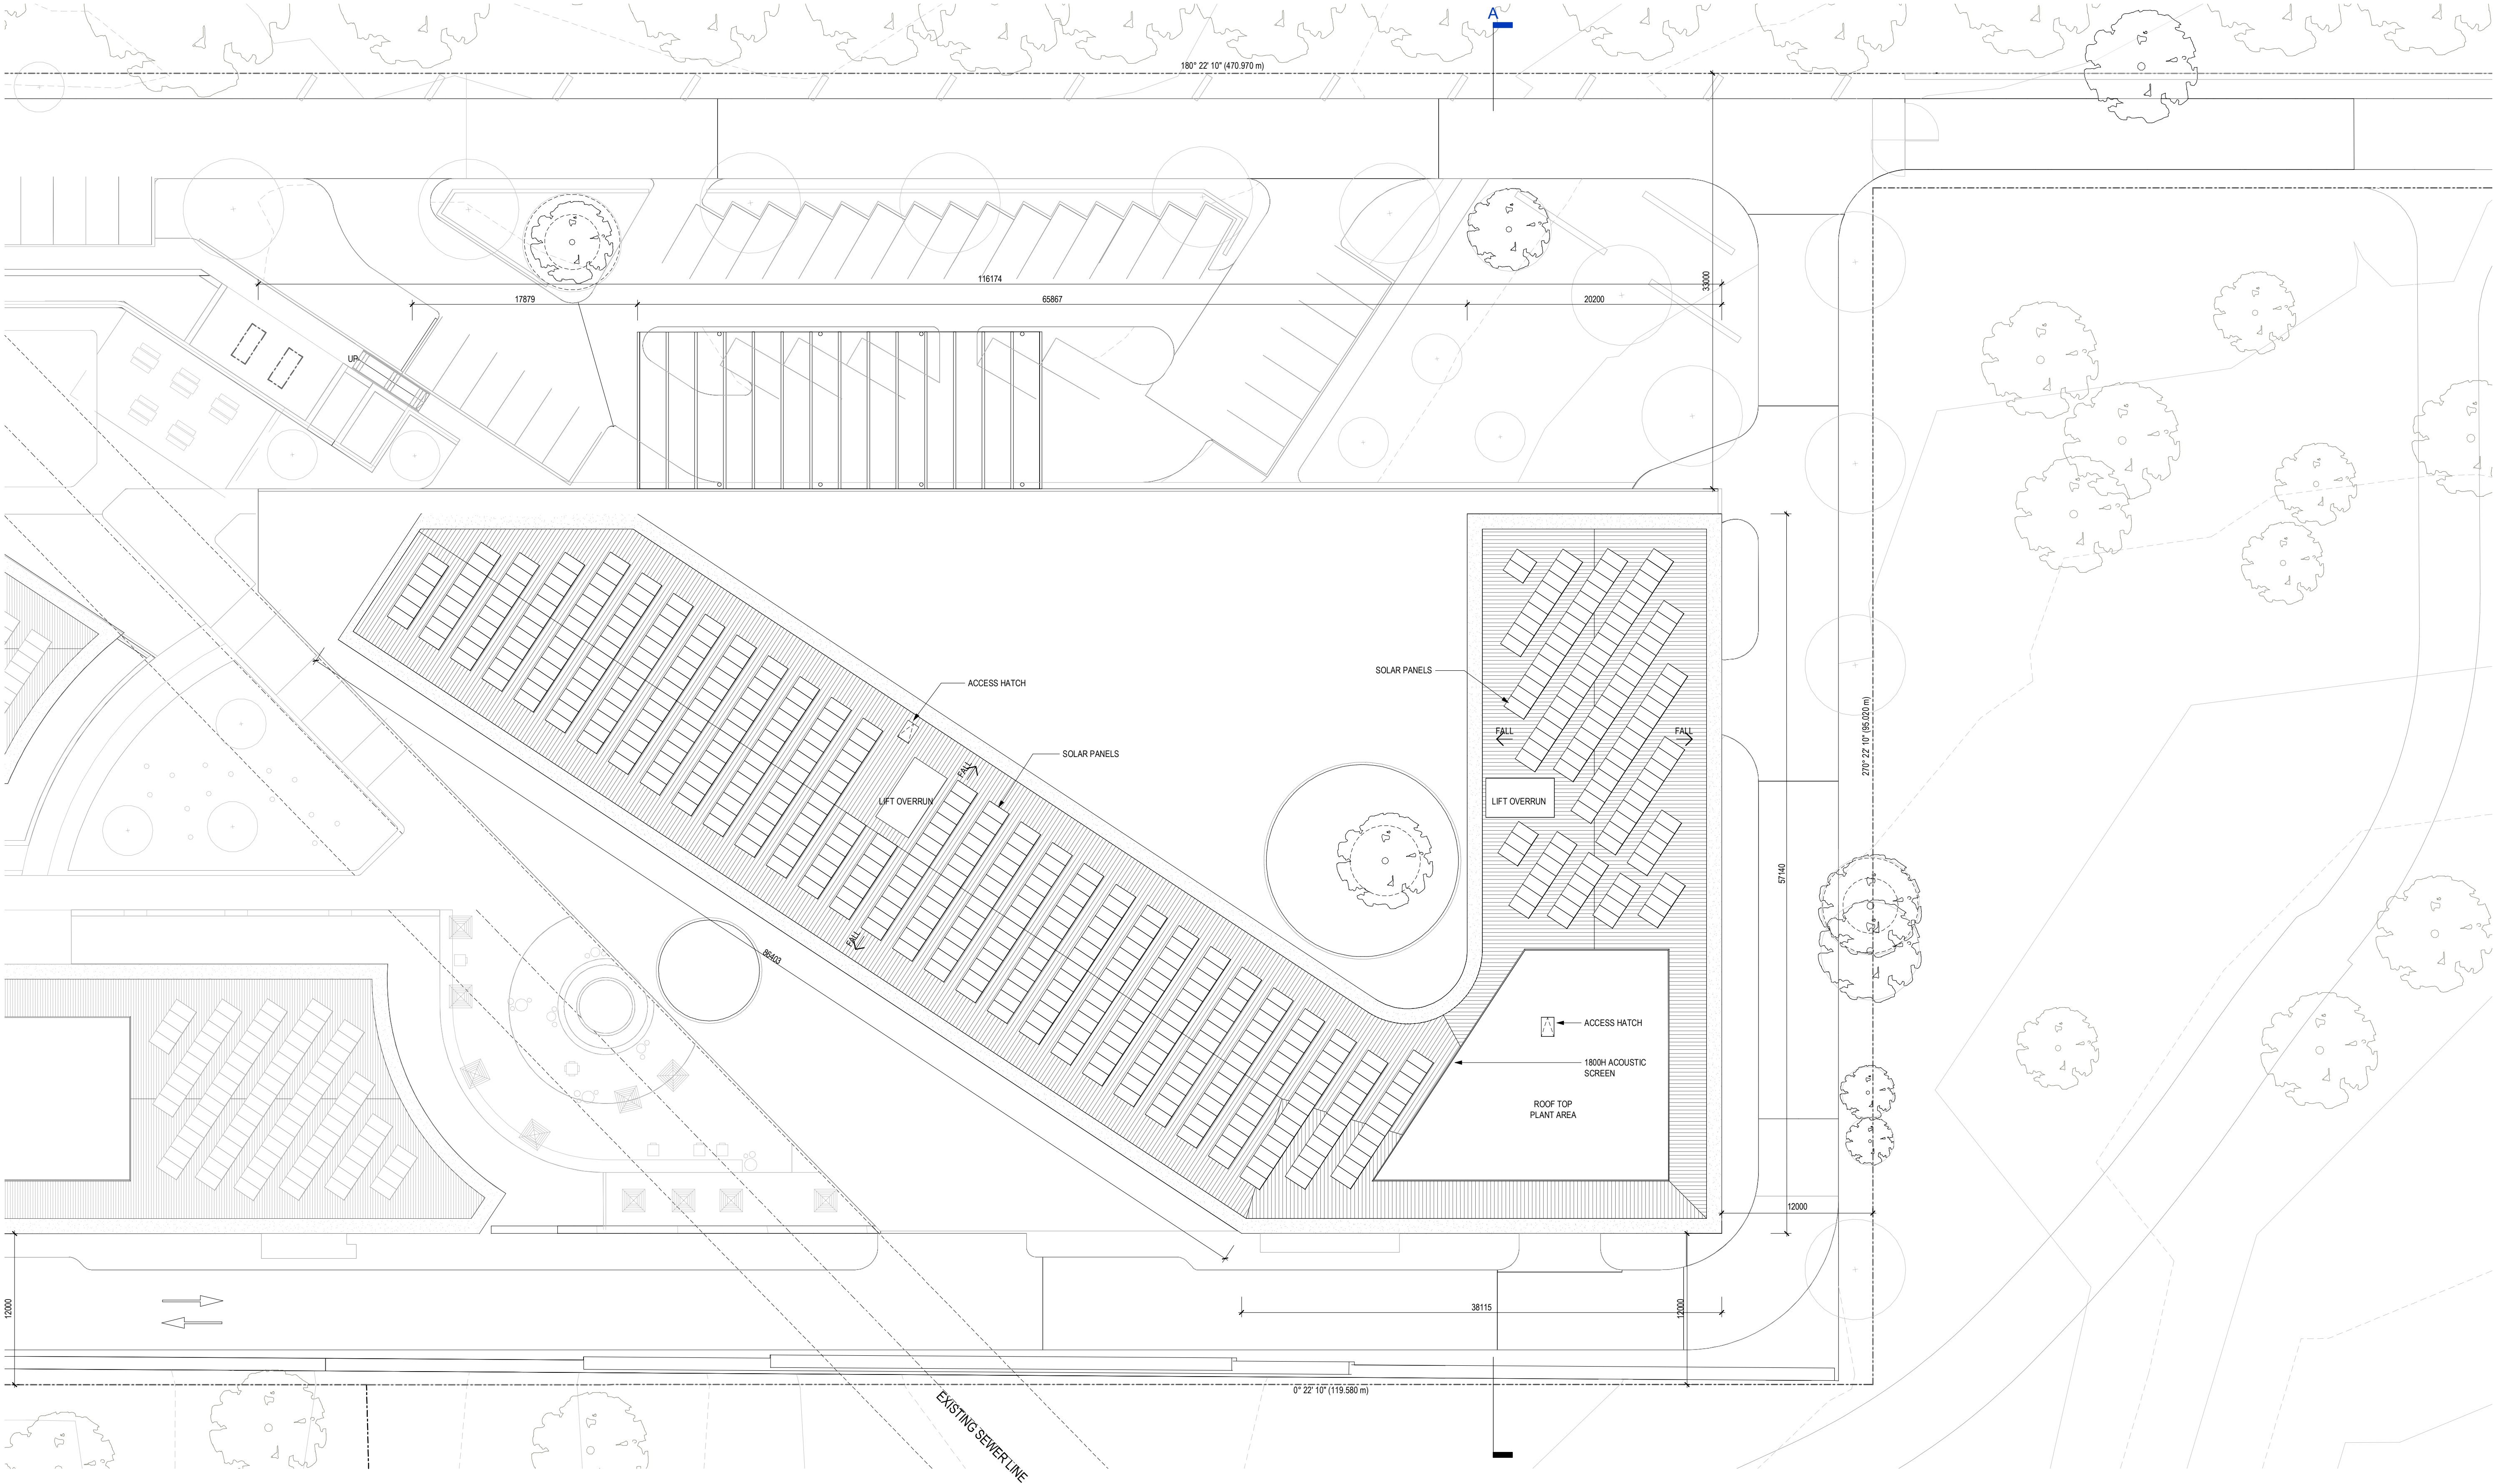 A
180° 22' 10" (470.970 m)
116174
17879
65867
20200
33000
UP
ACCESS HATCH
SOLAR PANELS
SOLAR PANELS
FALL
FALL
FALL
LIFT OVERRUN
LIFT OVERRUN
270° 22' 10" (95.020 m)
57140
FALL
86403
ACCESS HATCH
1800H ACOUSTIC
SCREEN
ROOF TOP
PLANT AREA
12000
12000
38115
12000
0° 22' 10" (119.580 m)
EXISTING SEWER LINE